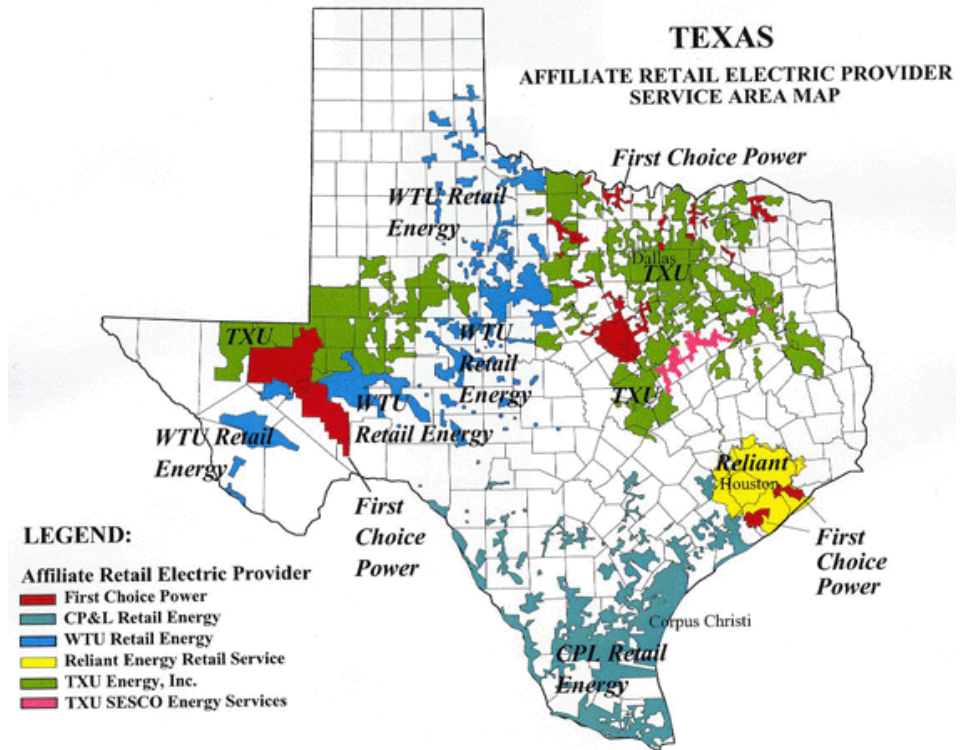 TEXAS
AFFILIATE RETAIL ELECTRIC PROVIDER
SERVICE AREA MAP
First Choice Power
WTU Retail
Energy
Dallas
TXU
TXU
WTU
Retail
Energy
TXU
WTU
Retail Energy
WTU Retail
Energy
Reliant
Houston
First
Choice
Power
First
Choice
Power
Corpus Christi
CPL Retail
Energy
LEGEND:
Affiliate Retail Electric Provider
First Choice Power
CP&L Retail Energy
WTU Retail Energy
Reliant Energy Retail Service
TXU Energy, Inc.
TXU SESCO Energy Services